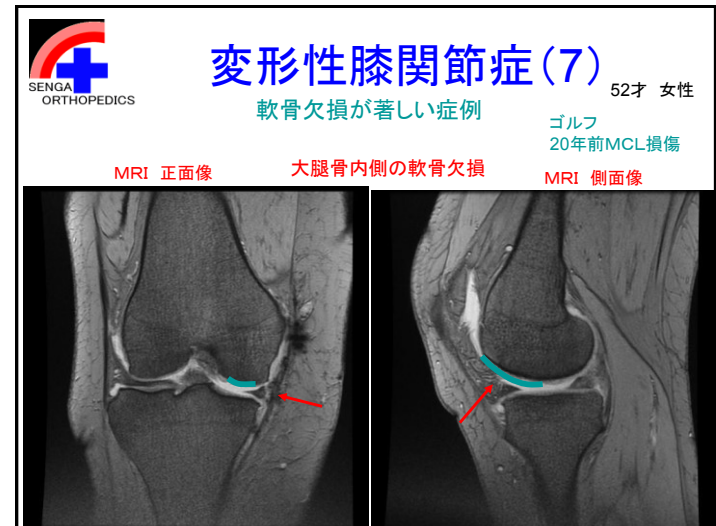 変形性膝関節症(7)
SENGA
ORTHOPEDICS
52才 女性
軟骨欠損が著しい症例
ゴルフ
20年前MCL損傷
MRI 正面像
大腿骨内側の軟骨欠損
MRI 側面像